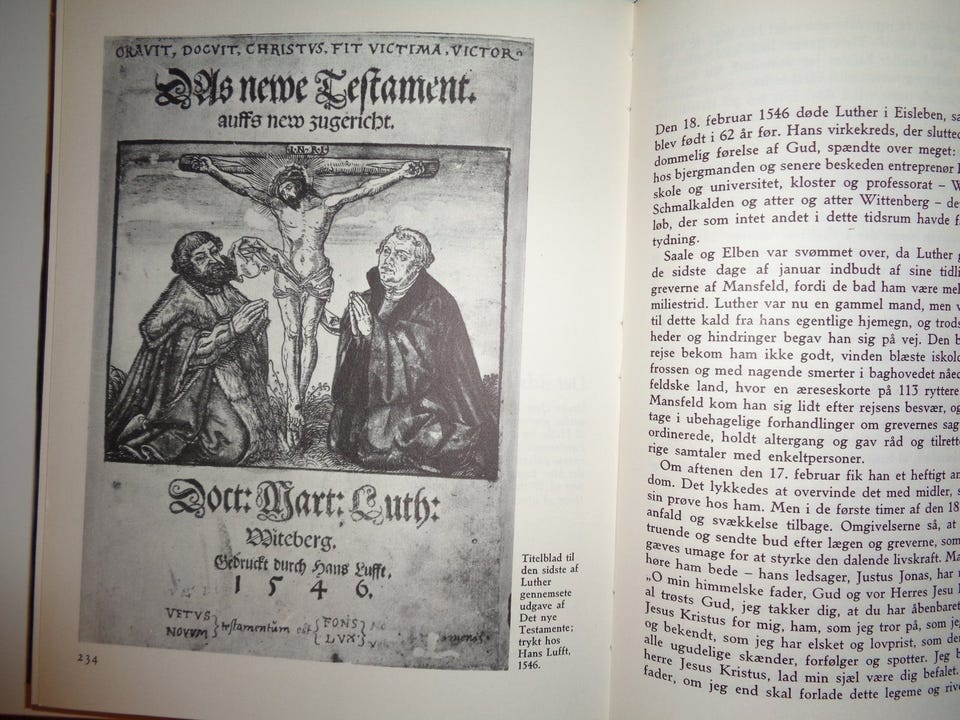 ORAVIT, DOCVIT, CHRISTVS, FIT VICTIMA, VICTOR
DAs newe Testament.
auffs new zugericht.
I·N·R·I
Doct: Mart: Luth:
Witeberg.
Gedruckt durch Hans Lufft.
1 5 4 6.
VETVS
NOVVM
testamentum est
FONS
LVX
234
Titelblad til
den sidste af
Luther
gennemsete
udgave af
Det nye
Testamente;
trykt hos
Hans Lufft,
1546.
Den 18. februar 1546 døde Luther i Eisleben,
blev født i 62 år før. Hans virkekreds, der
dommelig førelse af Gud, spændte over meget:
hos bjergmanden og senere beskeden entreprenør
skole og universitet, kloster og professorat –
Schmalkalden og atter og atter Wittenberg –
løb, der som intet andet i dette tidsrum havde
tydning.
Saale og Elben var svømmet over, da Luther
de sidste dage af januar indbudt af sine
greverne af Mansfeld, fordi de bad ham være
miliestrid. Luther var nu en gammel mand, men
til dette kald fra hans egentlige hjemegn, og
heder og hindringer begav han sig på vej. Den
rejse bekom ham ikke godt, vinden blæste
frossen og med nagende smerter i baghovedet
feldske land, hvor en æreseskorte på 113
Mansfeld kom han sig lidt efter rejsens besvær,
tage i ubehagelige forhandlinger om grevernes
ordinerede, holdt altergang og gav råd og
rige samtaler med enkeltpersoner.
Om aftenen den 17. februar fik han et heftigt
dom. Det lykkedes at overvinde det med midler,
sin prøve hos ham. Men i de første timer af den
anfald og svækkelse tilbage. Omgivelserne så, at
truende og sendte bud efter lægen og greverne, som
gæves umage for at styrke den dalende livskraft.
høre ham bede – hans ledsager, Justus Jonas, har
„O min himmelske fader, Gud og vor Herres Jesu
al trøsts Gud, jeg takker dig, at du har
Jesus Kristus for mig, ham, som jeg tror på, som
og bekendt, som jeg har elsket og lovprist, som
alle ugudelige skænder, forfølger og spotter. Jeg
herre Jesus Kristus, lad min sjæl være dig befalet.
fader, om jeg end skal forlade dette legeme og